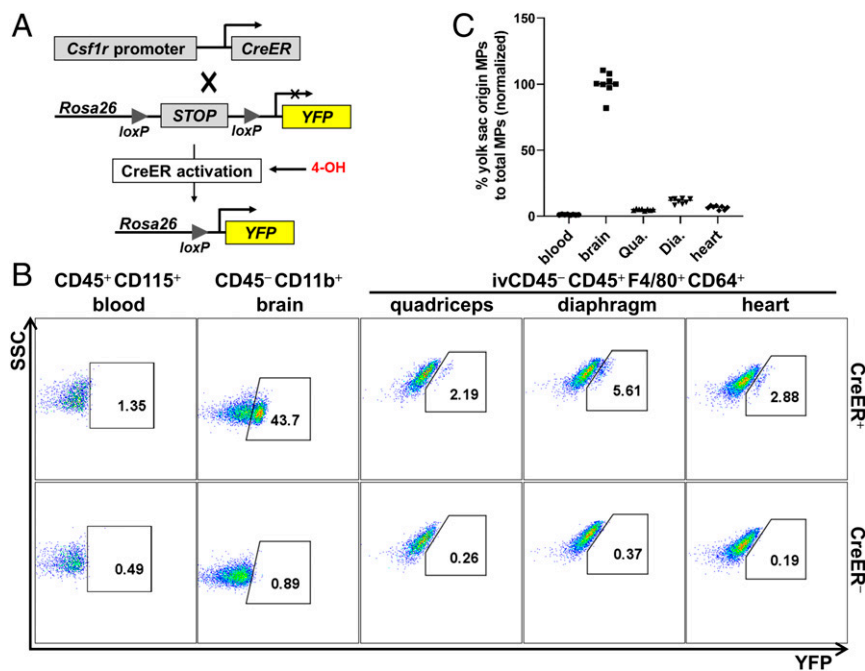 A
Csf1r promoter
CreER
X
Rosa26
STOP
YFP
loxP
loxP
CreER activation
4-OH
Rosa26
YFP
loxP
C
% yolk sac origin MPs
to total MPs (normalized)
150
100
50
0
blood
brain
Qua.
Dia.
heart
B
CD45⁺CD115⁺
blood
CD45⁻CD11b⁺
brain
ivCD45⁻ CD45⁺F4/80⁺CD64⁺
quadriceps
diaphragm
heart
SSC
1.35
43.7
2.19
5.61
2.88
CreER⁺
0.49
0.89
0.26
0.37
0.19
CreER⁻
YFP